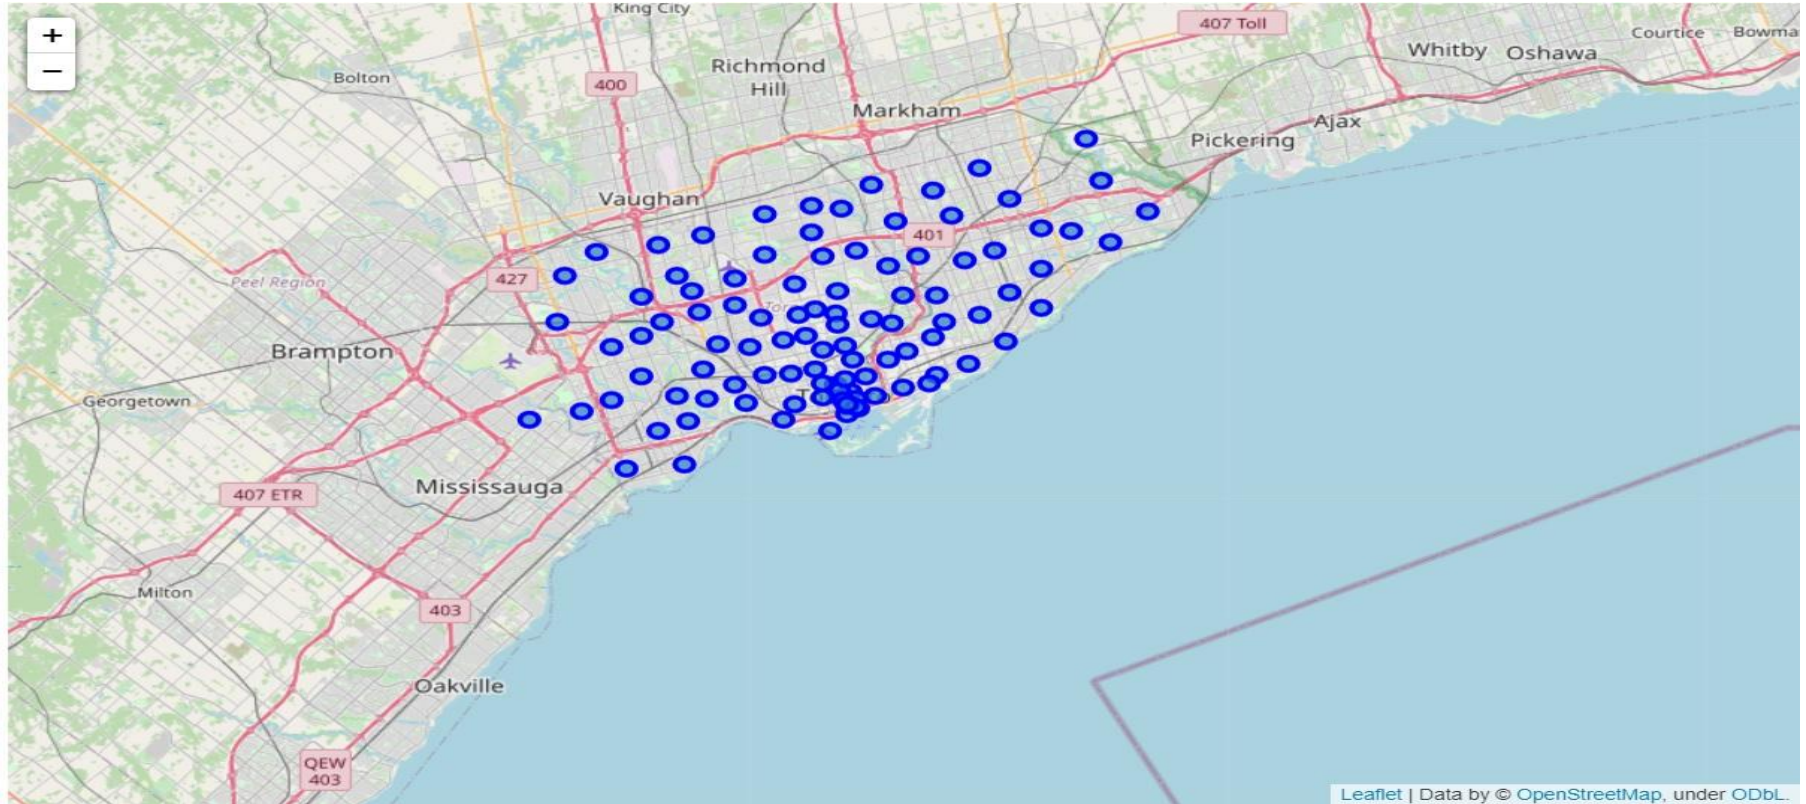 +
−
King City
Bolton
400
Richmond
Hill
Markham
407 Toll
Whitby
Oshawa
Courtice
Ajax
Pickering
Vaughan
401
427
Peel Region
Brampton
Georgetown
407 ETR
Mississauga
Milton
403
Oakville
QEW
403
Leaflet | Data by © OpenStreetMap, under ODbL.